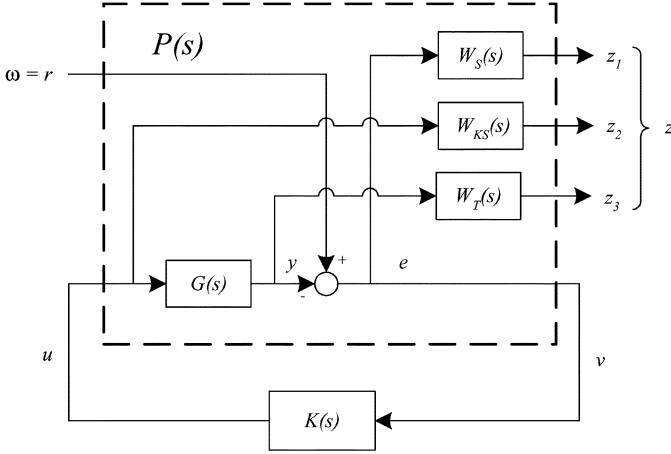 P(s)
W_S(s)
z_1
ω = r
W_KS(s)
z_2
z
W_T(s)
z_3
y
+
e
G(s)
-
u
v
K(s)